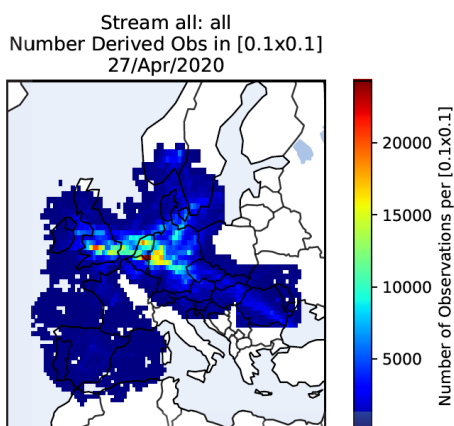 Stream all: all
Number Derived Obs in [0.1x0.1]
27/Apr/2020
20000
15000
10000
5000
Number of Observations per [0.1x0.1]